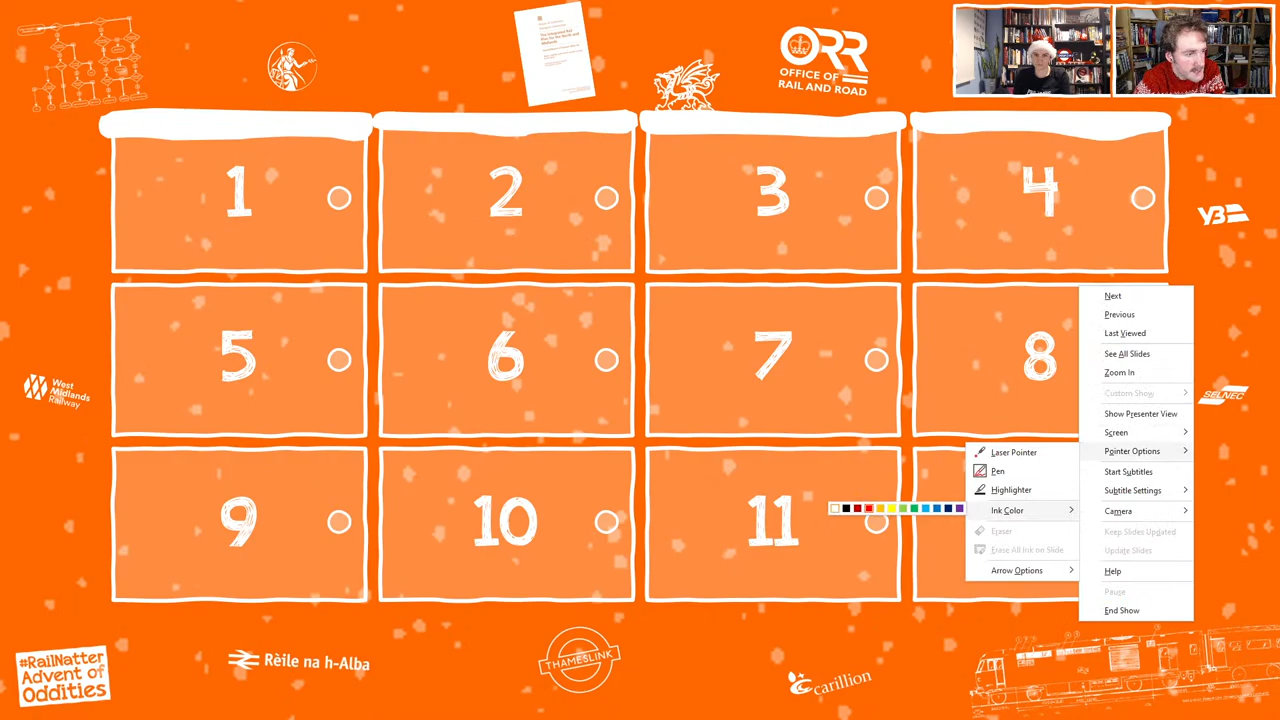 ORR
OFFICE OF
RAIL AND ROAD
1
2
3
4
YB
5
6
7
8
West
Midlands
Railway
SELNEC
9
10
11
Next
Previous
Last Viewed
See All Slides
Zoom In
Custom Show
Show Presenter View
Screen
Pointer Options
Start Subtitles
Subtitle Settings
Camera
Keep Slides Updated
Update Slides
Help
Pause
End Show
Laser Pointer
Pen
Highlighter
Ink Color
Eraser
Erase All Ink on Slide
Arrow Options
#RailNatter
Advent of
Oddities
Rèile na h-Alba
THAMESLINK
carillion